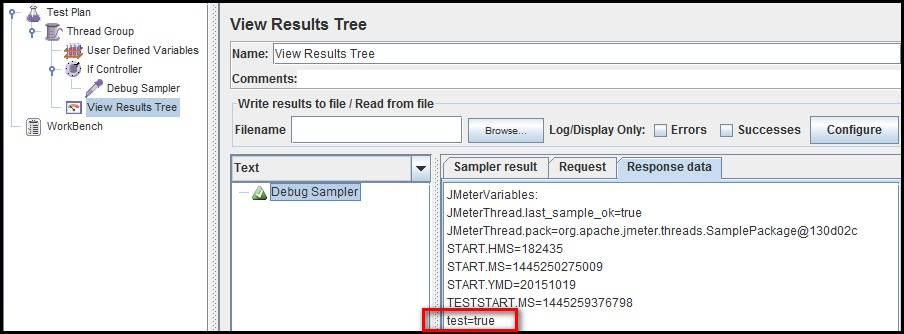 Test Plan
Thread Group
User Defined Variables
If Controller
Debug Sampler
View Results Tree
WorkBench
View Results Tree
Name: View Results Tree
Comments:
Write results to file / Read from file
Filename Browse... Log/Display Only: Errors Successes Configure
Text
Debug Sampler
Sampler result Request Response data
JMeterVariables:
JMeterThread.last_sample_ok=true
JMeterThread.pack=org.apache.jmeter.threads.SamplePackage@130d02c
START.HMS=182435
START.MS=1445250275009
START.YMD=20151019
TESTSTART.MS=1445259376798
test=true